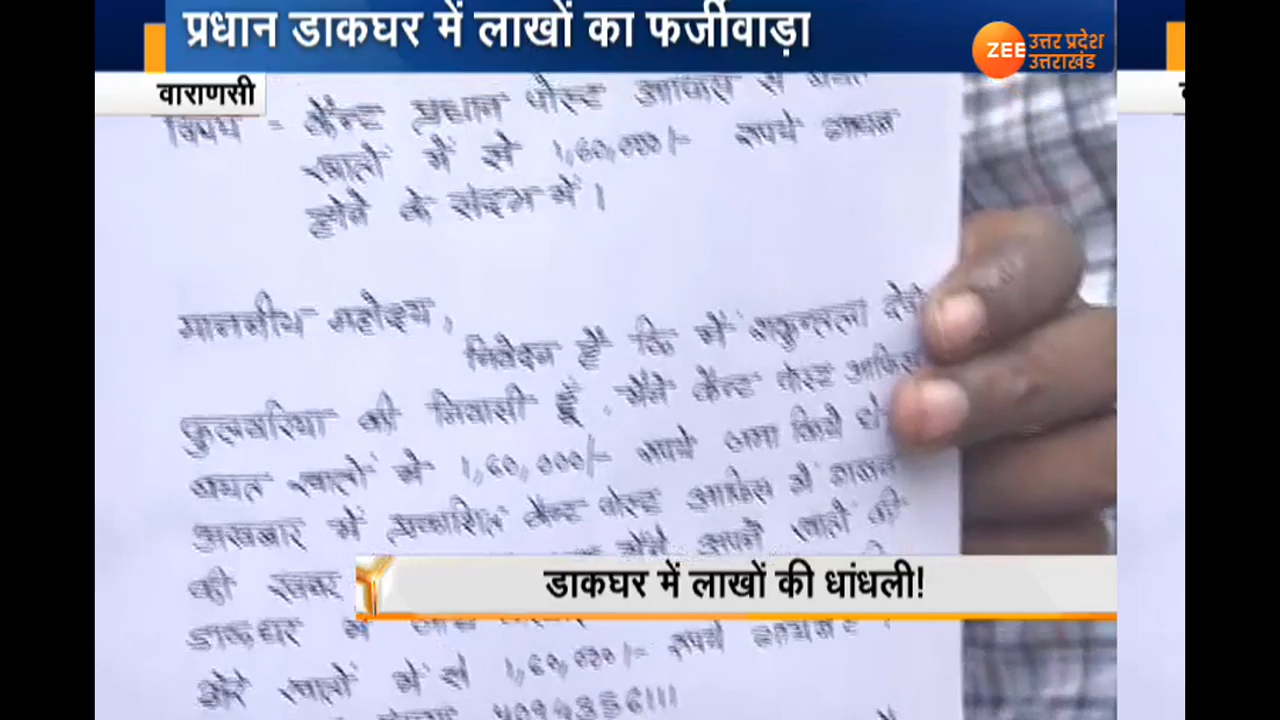 प्रधान डाकघर में लाखों का फर्जीवाड़ा
ZEE उत्तर प्रदेश
उत्तराखंड
वाराणसी
विषय - कैन्ट प्रधान पोस्ट आफिस से बचत
खातों में से 1,60,000/- रुपये गायब
होने के संदर्भ में।
माननीय महोदय,
निवेदन है कि मैं शकुन्तला देवी
फुलवरिया की निवासी हूँ, मैंने कैन्ट पोस्ट आफिस
बचत खातों में 1,60,000/- रुपये जमा किये थे
अखबार में प्रकाशित कैन्ट पोस्ट आफिस में
की खबर मैंने अपने खातों की
डाकघर में
मेरे खातों में से 1,60,000/- रुपये
डाकघर में लाखों की धांधली!